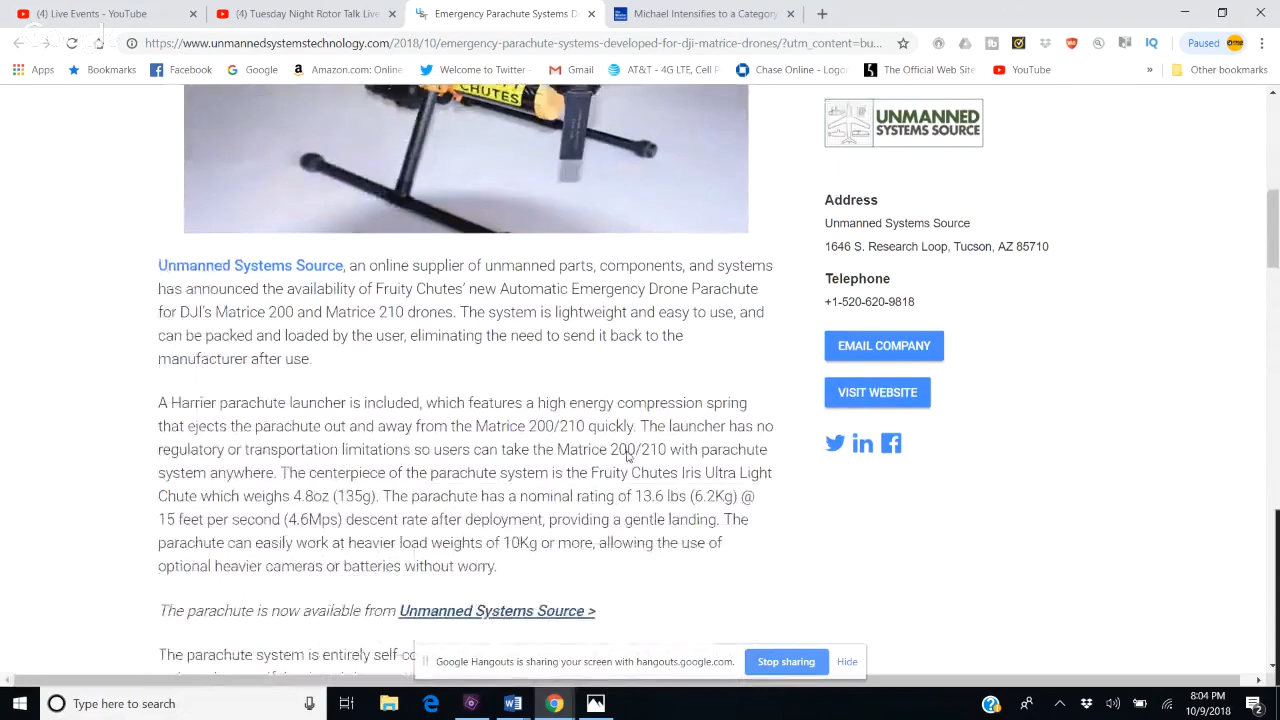 (4) Live Events - YouTube
(4) Tuesday Night Rotor Talk Live
Emergency Parachute Systems D
Michael Intensifies to a Category
https://www.unmannedsystemstechnology.com/2018/10/emergency-parachute-systems-developed-for-dji-matrice-drones/?utm_content=bu...
IQ
Paused
Apps
Bookmarks
Facebook
Google
Amazon.com: Online
Welcome to Twitter -
Gmail
AT&T - 4G LTE, Cell P
Chase Online - Logo
The Official Web Site
YouTube
»
Other bookmarks
CHUTES
UNMANNED
SYSTEMS SOURCE
Address
Unmanned Systems Source
1646 S. Research Loop, Tucson, AZ 85710
Telephone
+1-520-620-9818
EMAIL COMPANY
VISIT WEBSITE
Unmanned Systems Source, an online supplier of unmanned parts, components, and systems
has announced the availability of Fruity Chutes' new Automatic Emergency Drone Parachute
for DJI's Matrice 200 and Matrice 210 drones. The system is lightweight and easy to use, and
can be packed and loaded by the user, eliminating the need to send it back to the
manufacturer after use.
A Harrier parachute launcher is included, which features a high energy compression spring
that ejects the parachute out and away from the Matrice 200/210 quickly. The launcher has no
regulatory or transportation limitations so users can take the Matrice 200/210 with parachute
system anywhere. The centerpiece of the parachute system is the Fruity Chutes Iris Ultra Light
Chute which weighs 4.8oz (135g). The parachute has a nominal rating of 13.6 lbs (6.2Kg) @
15 feet per second (4.6Mps) descent rate after deployment, providing a gentle landing. The
parachute can easily work at heavier load weights of 10Kg or more, allowing the use of
optional heavier cameras or batteries without worry.
The parachute is now available from Unmanned Systems Source >
The parachute system is entirely self-co
Google Hangouts is sharing your screen with hangouts.google.com.
Stop sharing
Hide
Type here to search
8:04 PM
10/9/2018
2